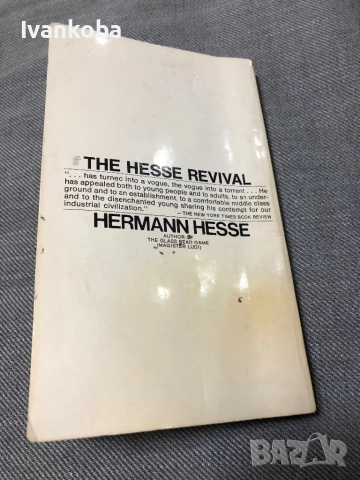 Ivankoba
THE HESSE REVIVAL
". . . has turned into a vogue, the vogue into a torrent . . . He
has appealed both to young people and to adults, to an under-
ground and to an establishment, to a comfortable middle class
and to the disenchanted young sharing his contempt for our
industrial civilization."
—THE NEW YORK TIMES BOOK REVIEW
HERMANN HESSE
AUTHOR OF
THE GLASS BEAD GAME
(MAGISTER LUDI)
BAZAR